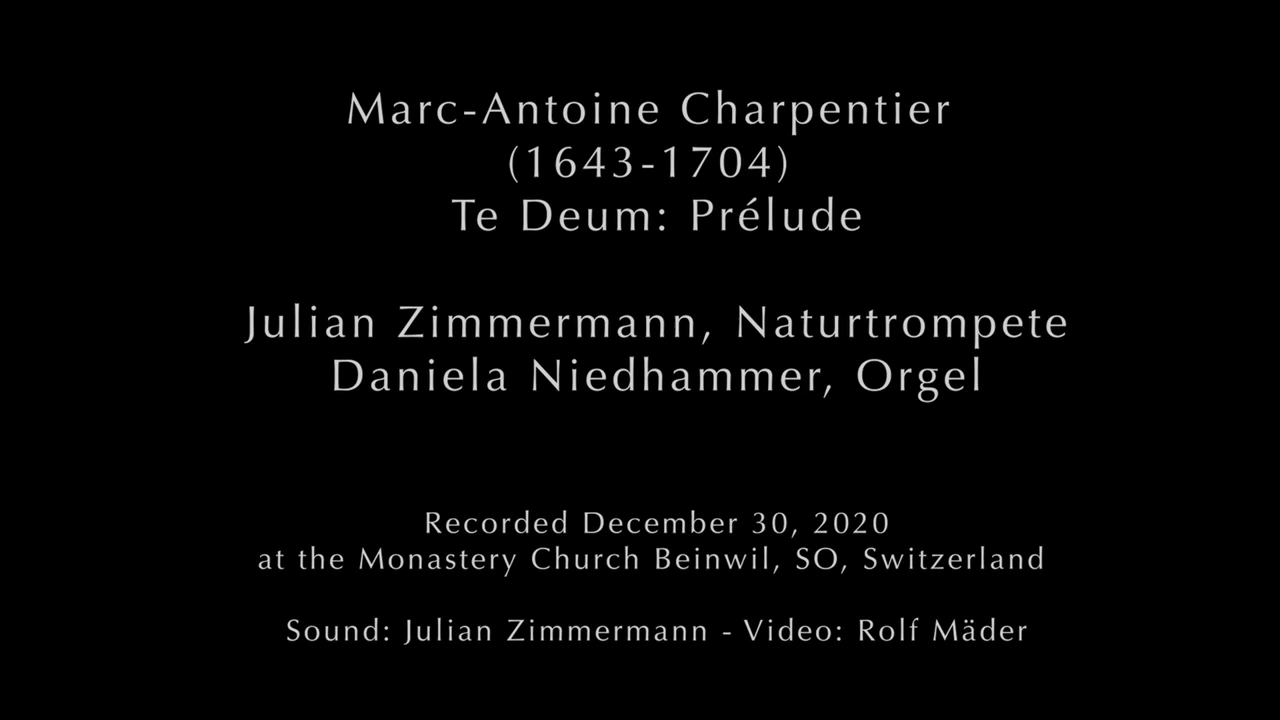 Marc-Antoine Charpentier
(1643-1704)
Te Deum: Prélude
Julian Zimmermann, Naturtrompete
Daniela Niedhammer, Orgel
Recorded December 30, 2020
at the Monastery Church Beinwil, SO, Switzerland
Sound: Julian Zimmermann - Video: Rolf Mäder